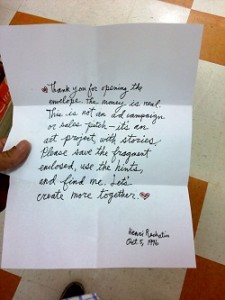 Thank you for opening the
envelope. The money is real.
This is not an ad campaign
or sales pitch - it's an
art project, with stories.
Please save the fragment
enclosed, use the hints,
and find me. Let's
create more together
Oct 5, 1996